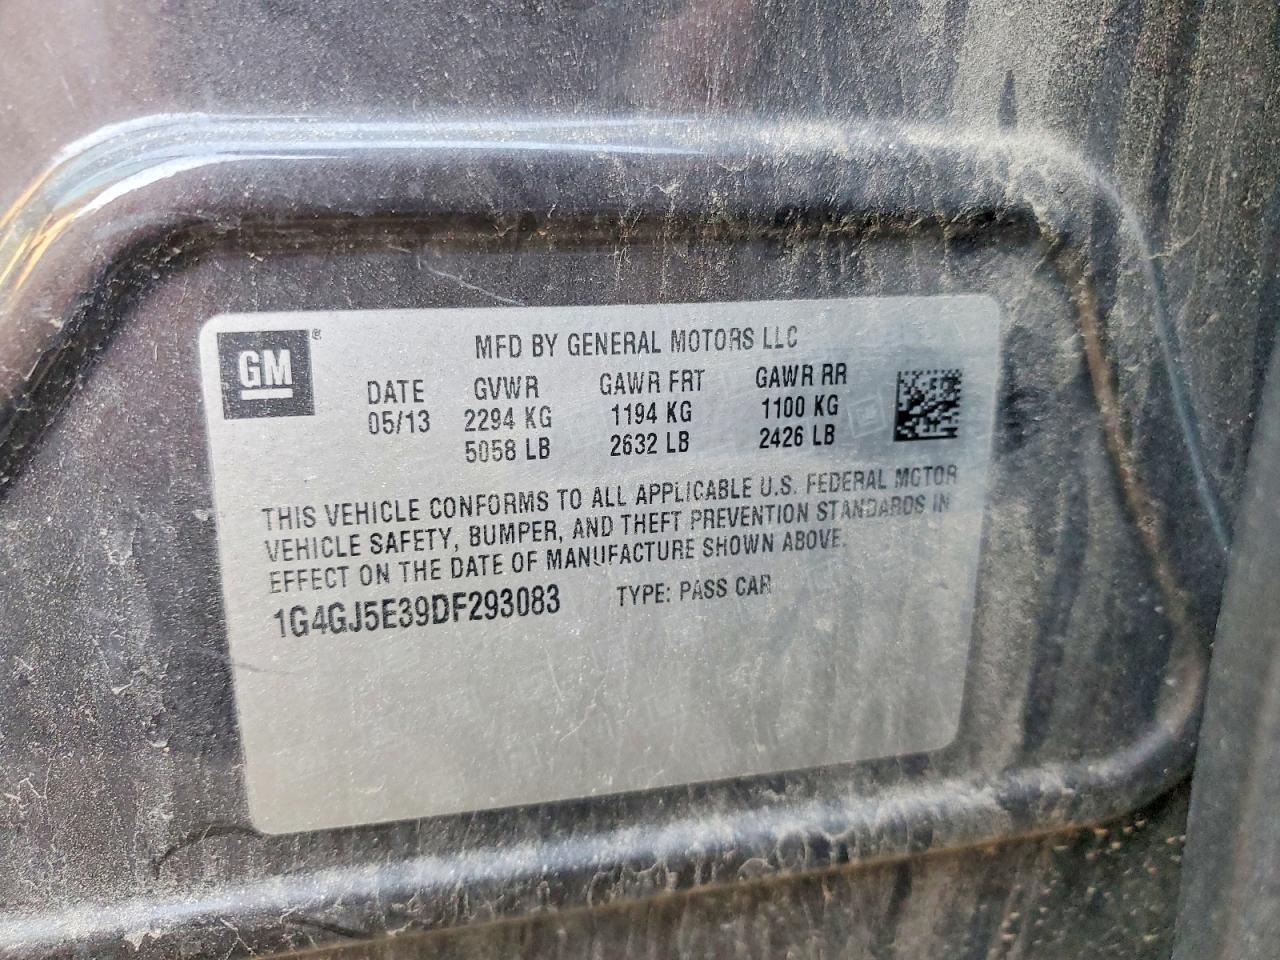 GM ®
MFD BY GENERAL MOTORS LLC
DATE GVWR GAWR FRT GAWR RR
05/13 2294 KG 1194 KG 1100 KG
5058 LB 2632 LB 2426 LB
THIS VEHICLE CONFORMS TO ALL APPLICABLE U.S. FEDERAL MOTOR
VEHICLE SAFETY, BUMPER, AND THEFT PREVENTION STANDARDS IN
EFFECT ON THE DATE OF MANUFACTURE SHOWN ABOVE.
1G4GJ5E39DF293083 TYPE: PASS CAR